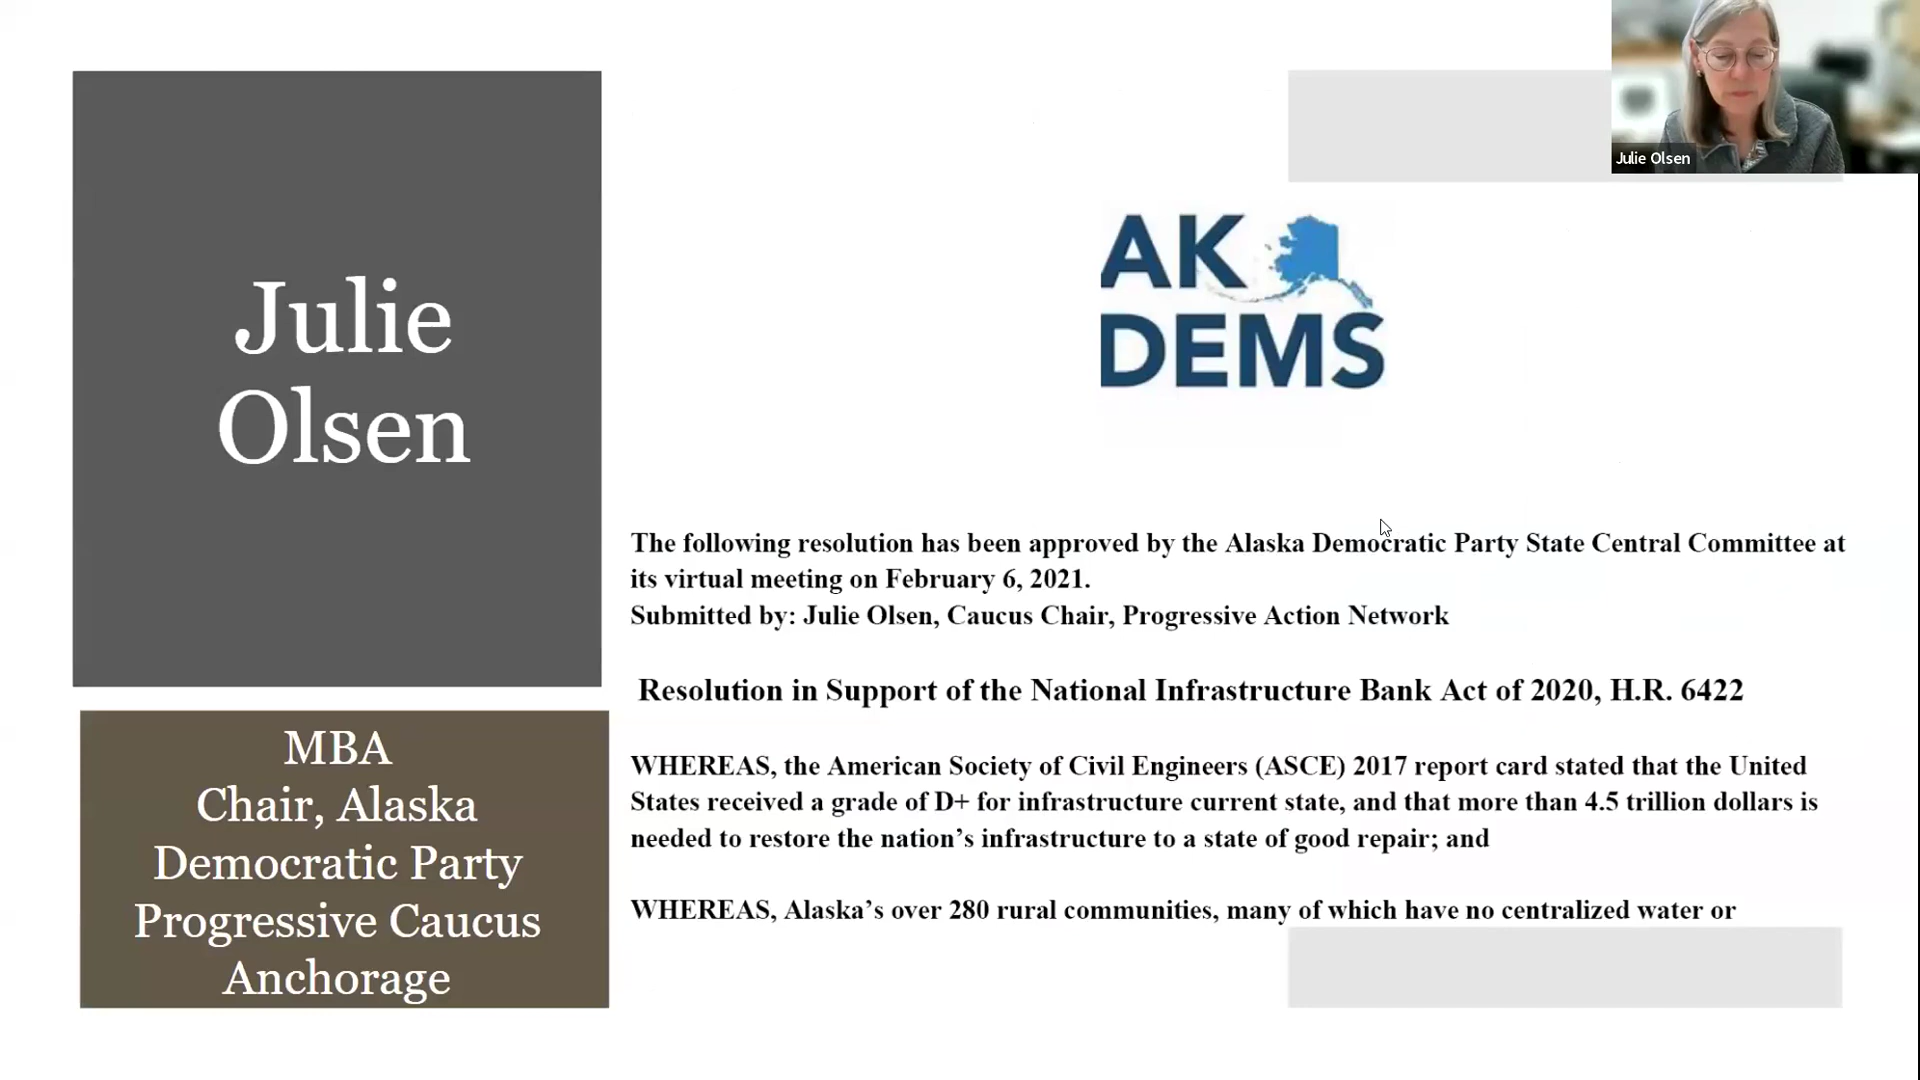 Julie
Olsen
MBA
Chair, Alaska
Democratic Party
Progressive Caucus
Anchorage
Julie Olsen
AK
DEMS
The following resolution has been approved by the Alaska Democratic Party State Central Committee at
its virtual meeting on February 6, 2021.
Submitted by: Julie Olsen, Caucus Chair, Progressive Action Network
Resolution in Support of the National Infrastructure Bank Act of 2020, H.R. 6422
WHEREAS, the American Society of Civil Engineers (ASCE) 2017 report card stated that the United
States received a grade of D+ for infrastructure current state, and that more than 4.5 trillion dollars is
needed to restore the nation’s infrastructure to a state of good repair; and
WHEREAS, Alaska’s over 280 rural communities, many of which have no centralized water or